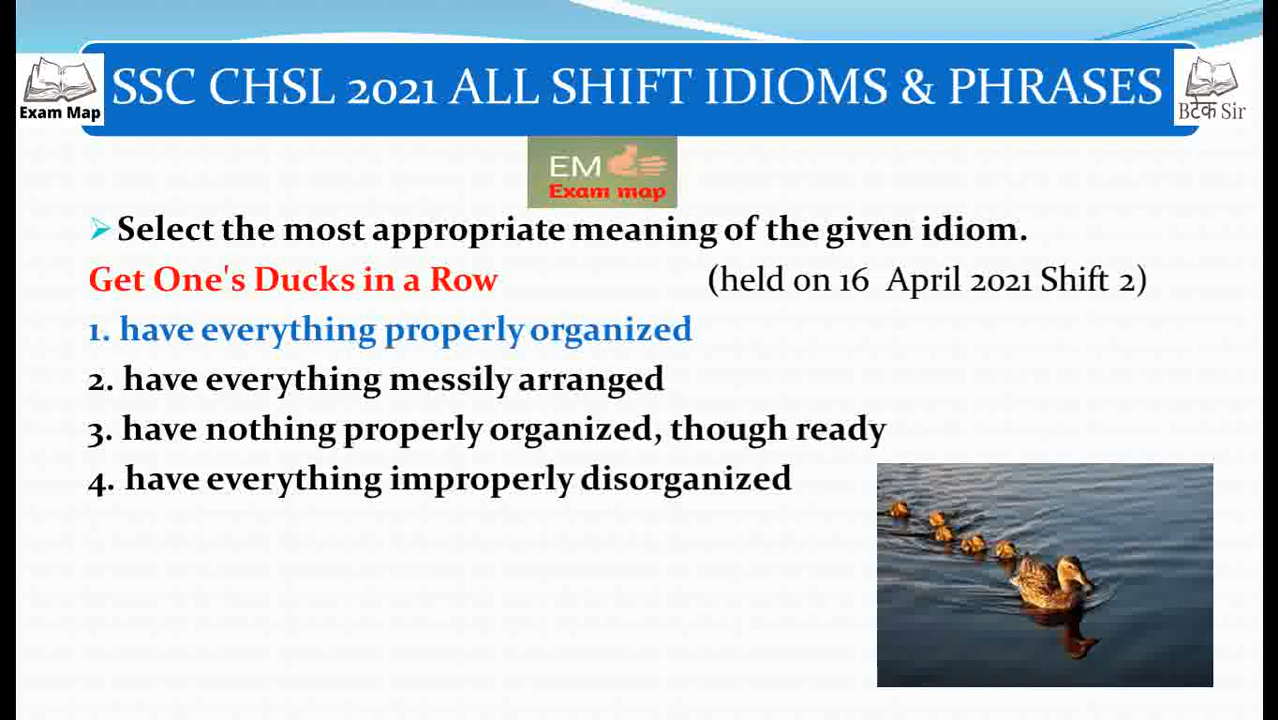 SSC CHSL 2021 ALL SHIFT IDIOMS & PHRASES
Exam Map
Bटेक Sir
EM
Exam map
Select the most appropriate meaning of the given idiom.
Get One's Ducks in a Row (held on 16 April 2021 Shift 2)
1. have everything properly organized
2. have everything messily arranged
3. have nothing properly organized, though ready
4. have everything improperly disorganized